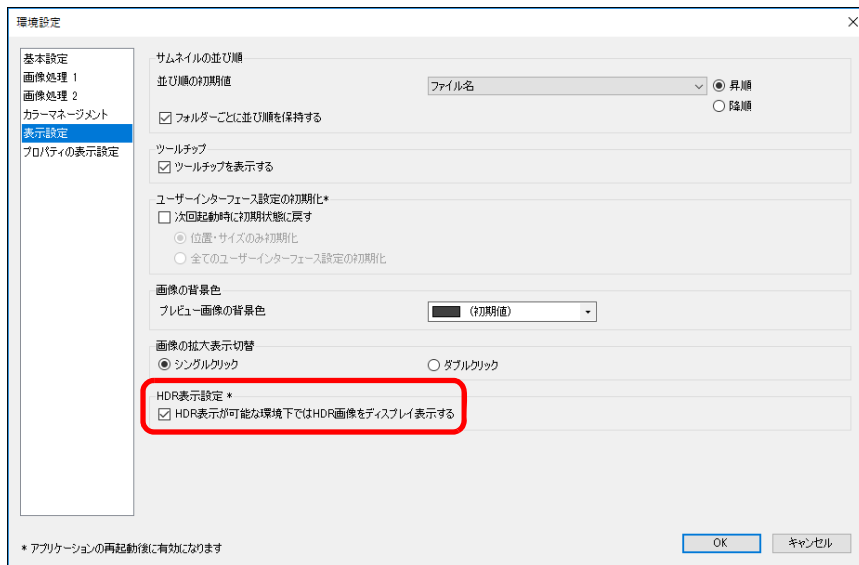 環境設定
基本設定
画像処理 1
画像処理 2
カラーマネージメント
表示設定
プロパティの表示設定
サムネイルの並び順
並び順の初期値
ファイル名
昇順
降順
フォルダーごとに並び順を保持する
ツールチップ
ツールチップを表示する
ユーザーインターフェース設定の初期化*
次回起動時に初期状態に戻す
位置・サイズのみ初期化
全てのユーザーインターフェース設定の初期化
画像の背景色
プレビュー画像の背景色
(初期値)
画像の拡大表示切替
シングルクリック
ダブルクリック
HDR表示設定 *
HDR表示が可能な環境下ではHDR画像をディスプレイ表示する
* アプリケーションの再起動後に有効になります
OK
キャンセル